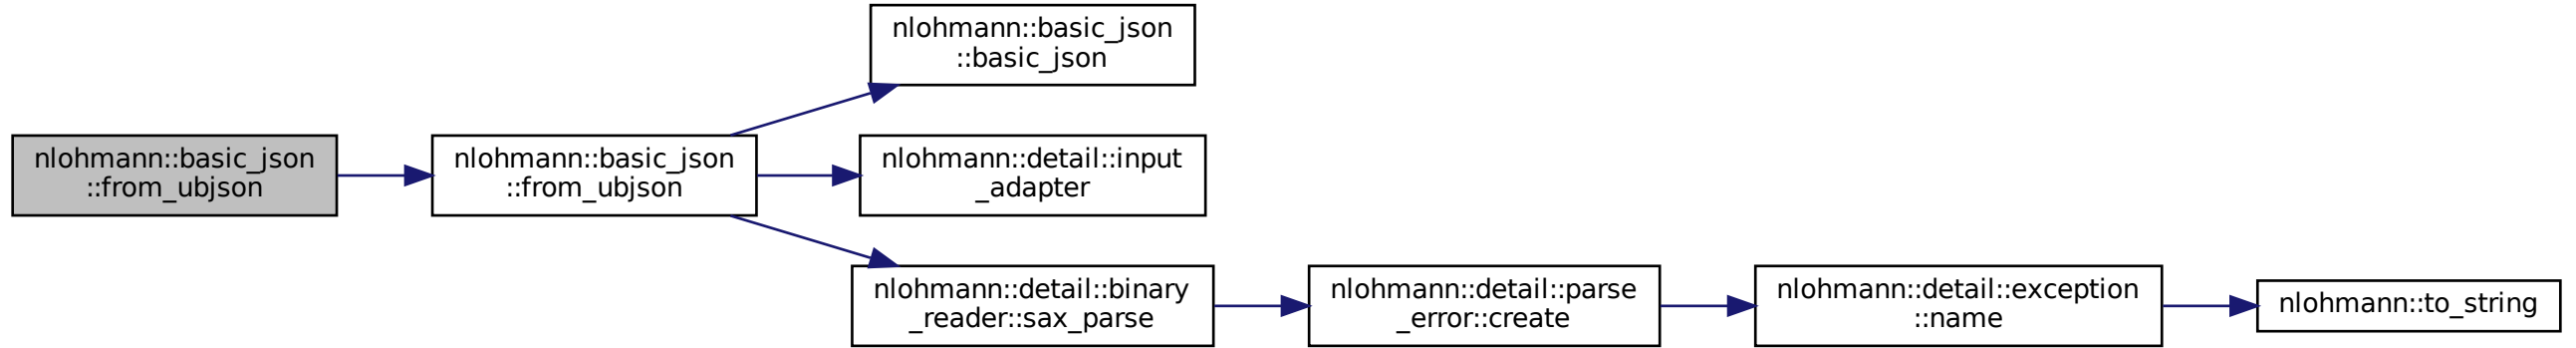 nlohmann::basic_json
::from_ubjson
nlohmann::basic_json
::from_ubjson
nlohmann::basic_json
::basic_json
nlohmann::detail::input
_adapter
nlohmann::detail::binary
_reader::sax_parse
nlohmann::detail::parse
_error::create
nlohmann::detail::exception
::name
nlohmann::to_string